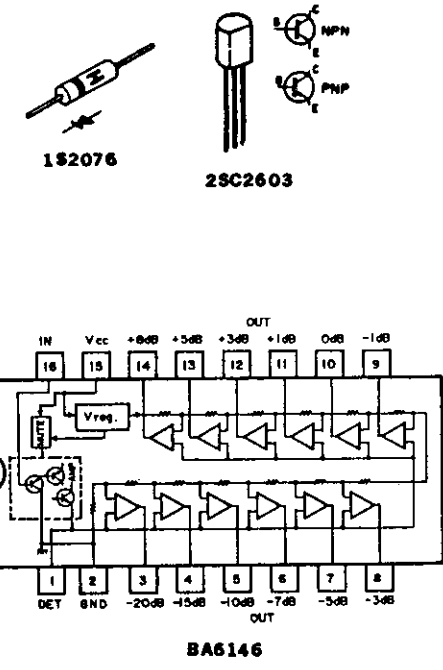 C
B NPN
E
C
B PNP
E
1S2076
2SC2603
OUT
IN Vcc +8dB +5dB +3dB +1dB 0dB -1dB
16 15 14 13 12 11 10 9
Vreg.
MUTE
AMP
1 2 3 4 5 6 7 8
DET GND -20dB -15dB -10dB -7dB -5dB -3dB
OUT
BA6146